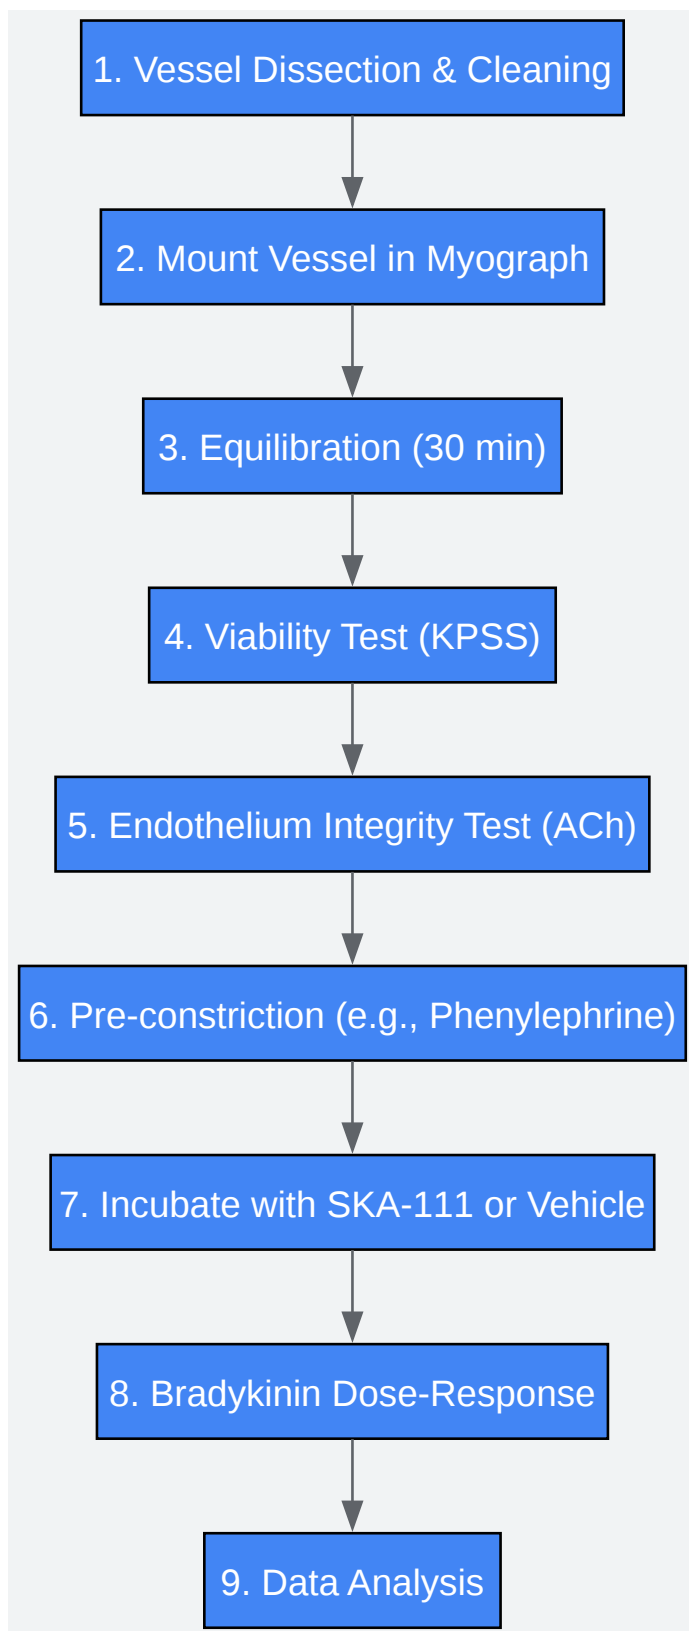 1. Vessel Dissection & Cleaning
2. Mount Vessel in Myograph
3. Equilibration (30 min)
4. Viability Test (KPSS)
5. Endothelium Integrity Test (ACh)
6. Pre-constriction (e.g., Phenylephrine)
7. Incubate with SKA-111 or Vehicle
8. Bradykinin Dose-Response
9. Data Analysis